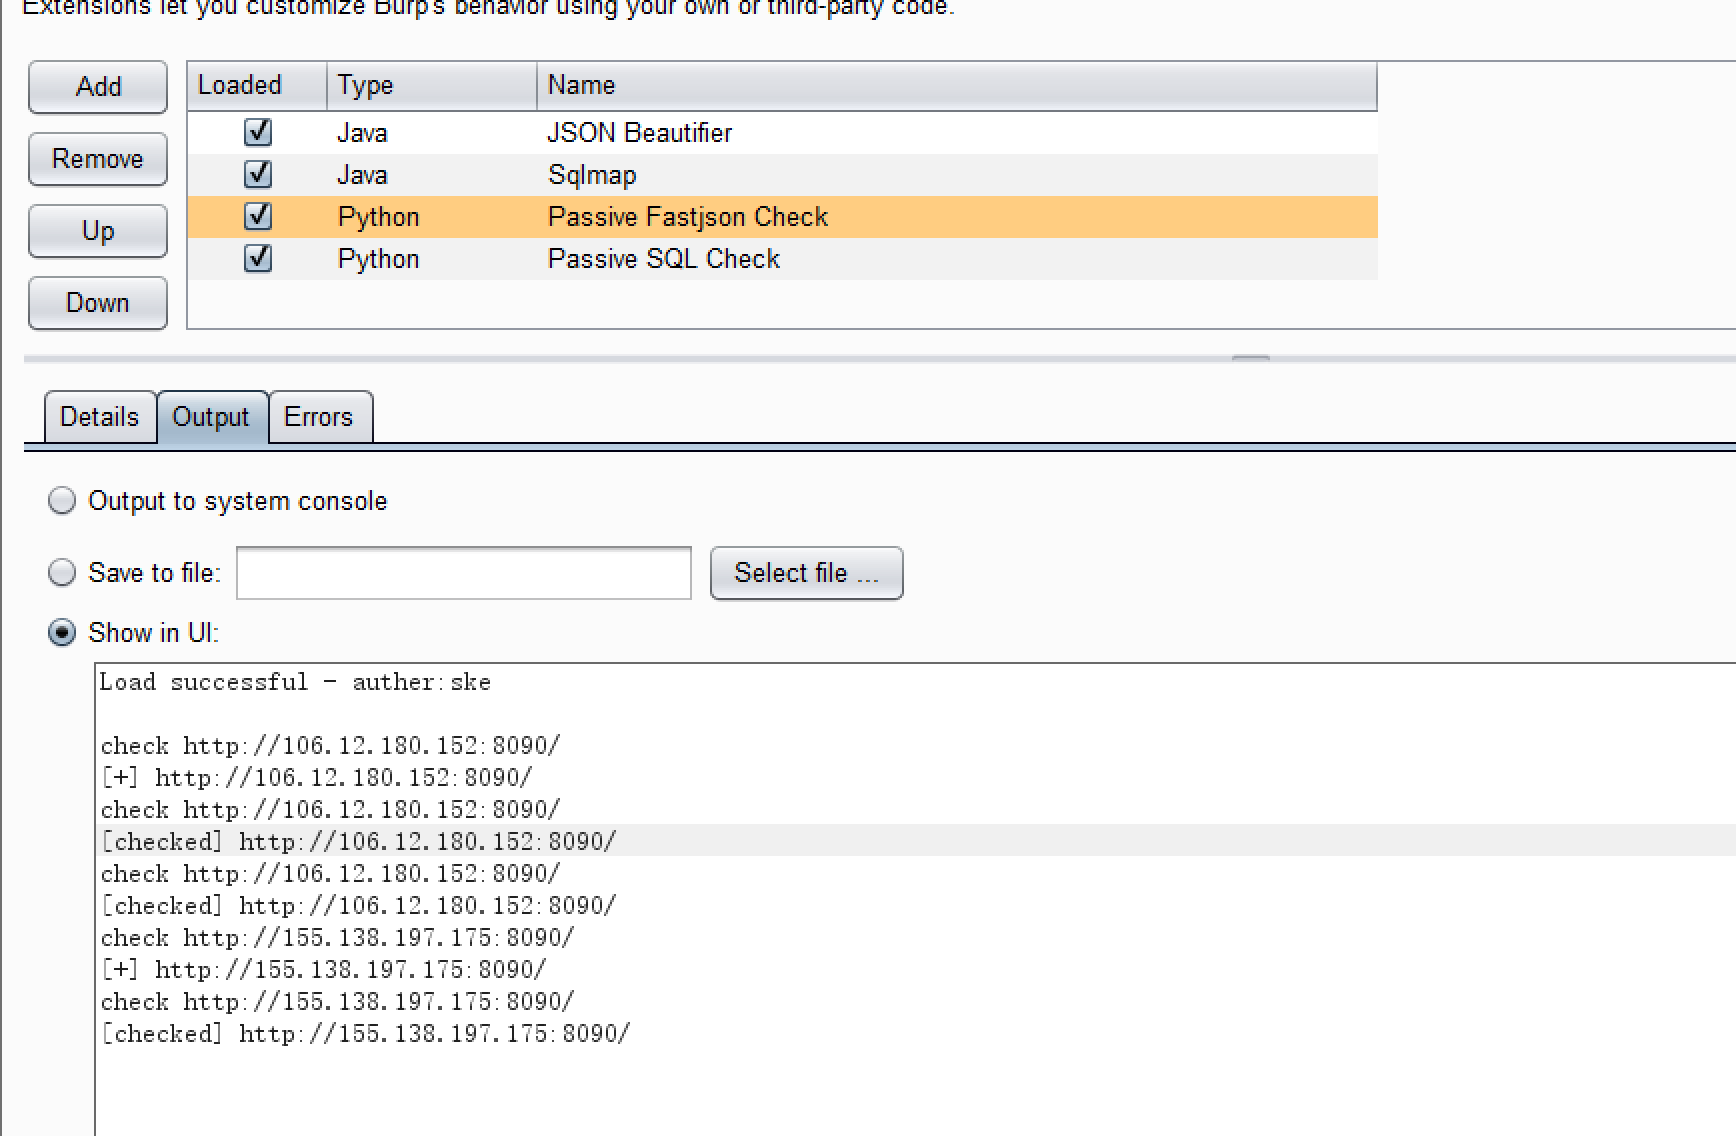 Extensions let you customize Burp's behavior using your own or third-party code.
Add
Remove
Up
Down
Loaded Type Name
Java JSON Beautifier
Java Sqlmap
Python Passive Fastjson Check
Python Passive SQL Check
Details Output Errors
Output to system console
Save to file: Select file ...
Show in UI:
Load successful - auther:ske
check http://106.12.180.152:8090/
[+] http://106.12.180.152:8090/
check http://106.12.180.152:8090/
[checked] http://106.12.180.152:8090/
check http://106.12.180.152:8090/
[checked] http://106.12.180.152:8090/
check http://155.138.197.175:8090/
[+] http://155.138.197.175:8090/
check http://155.138.197.175:8090/
[checked] http://155.138.197.175:8090/